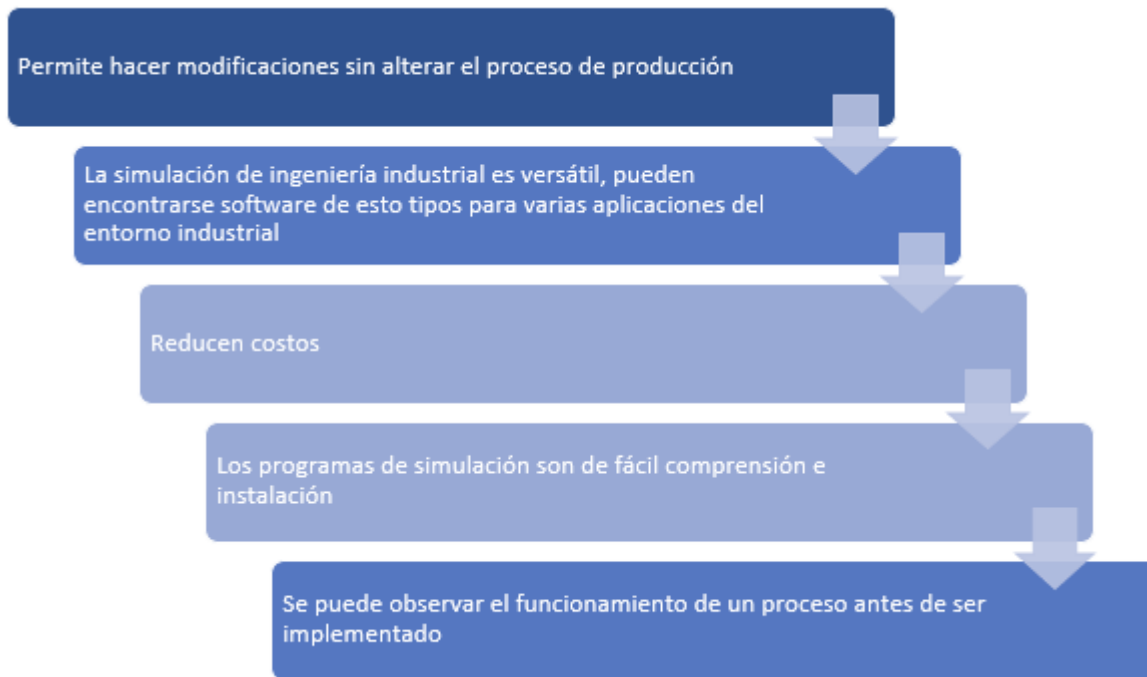 Permite hacer modificaciones sin alterar el proceso de producción
La simulación de ingeniería industrial es versátil, pueden
encontrarse software de esto tipos para varias aplicaciones del
entorno industrial
Reducen costos
Los programas de simulación son de fácil comprensión e
instalación
Se puede observar el funcionamiento de un proceso antes de ser
implementado